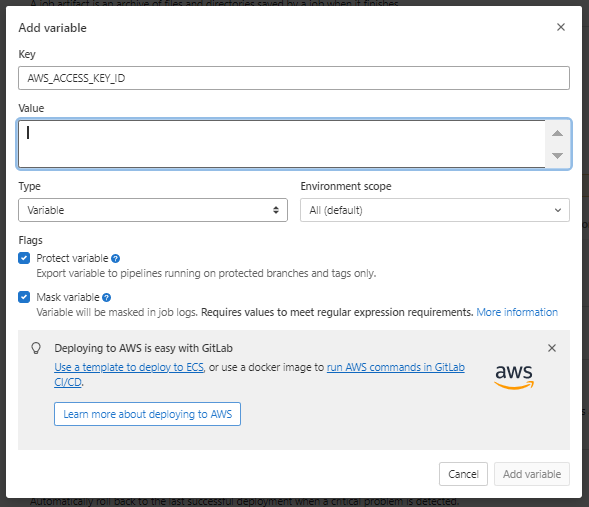 A job artifact is an archive of files and directories saved by a job when it finishes.
Add variable
Key
AWS_ACCESS_KEY_ID
Value
Type
Environment scope
Variable
All (default)
Flags
Protect variable
Export variable to pipelines running on protected branches and tags only.
Mask variable
Variable will be masked in job logs. Requires values to meet regular expression requirements. More information
Deploying to AWS is easy with GitLab
Use a template to deploy to ECS, or use a docker image to run AWS commands in GitLab
CI/CD.
aws
Learn more about deploying to AWS
Cancel
Add variable
Automatically roll back to the last successful deployment when a critical problem is detected.